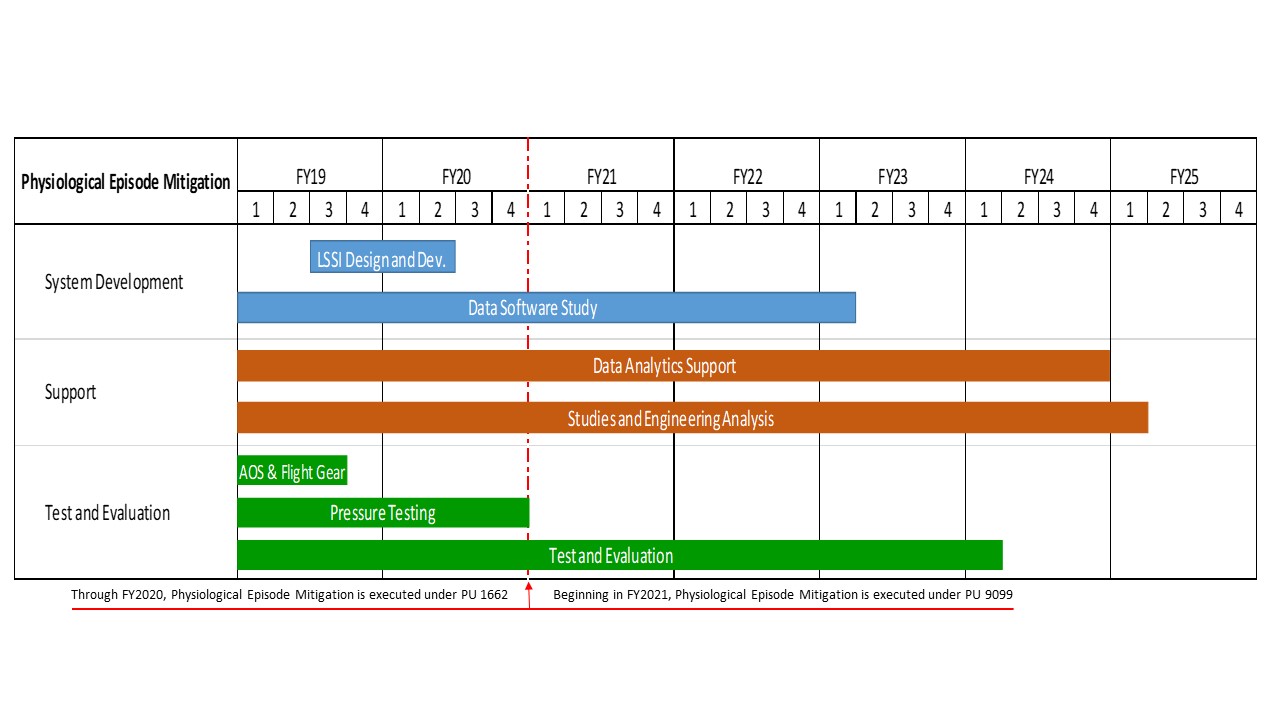 Physiological Episode Mitigation
FY19 FY20 FY21 FY22 FY23 FY24 FY25
1 2 3 4 1 2 3 4 1 2 3 4 1 2 3 4 1 2 3 4 1 2 3 4 1 2 3 4
System Development
LSSI Design and Dev.
Data Software Study
Support
Data Analytics Support
Studies and Engineering Analysis
Test and Evaluation
AOS & Flight Gear
Pressure Testing
Test and Evaluation
Through FY2020, Physiological Episode Mitigation is executed under PU 1662
Beginning in FY2021, Physiological Episode Mitigation is executed under PU 9099